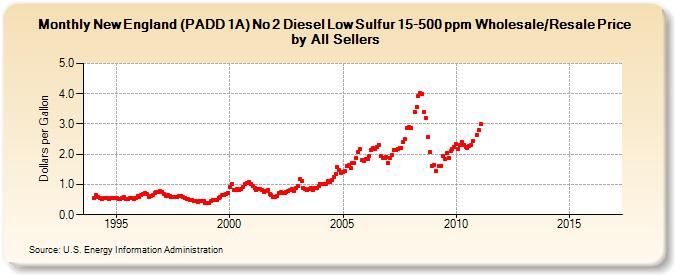 Monthly New England (PADD 1A) No 2 Diesel Low Sulfur 15-500 ppm Wholesale/Resale Price
by All Sellers
Dollars per Gallon
5.0
4.0
3.0
2.0
1.0
0.0
1995 2000 2005 2010 2015
Source: U.S. Energy Information Administration